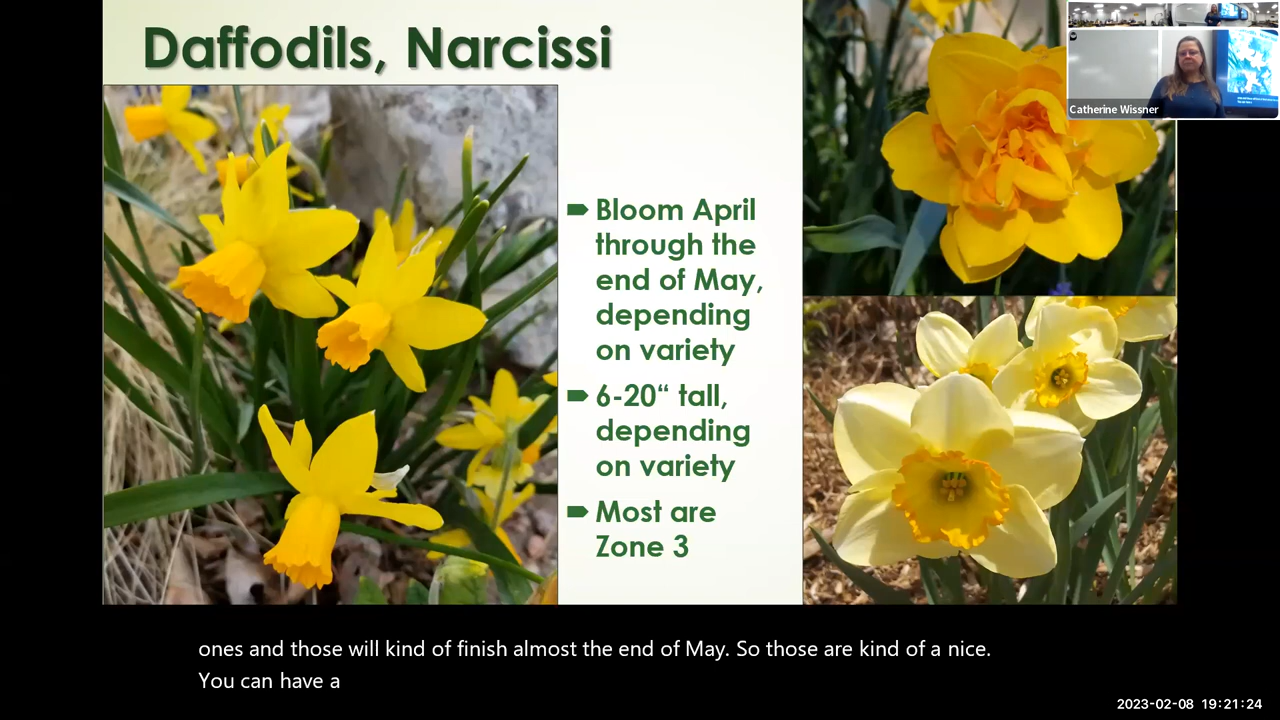 Daffodils, Narcissi
Catherine Wissner
Bloom April
through the
end of May,
depending
on variety
6-20“ tall,
depending
on variety
Most are
Zone 3
ones and those will kind of finish almost the end of May. So those are kind of a nice.
You can have a
2023-02-08 19:21:24